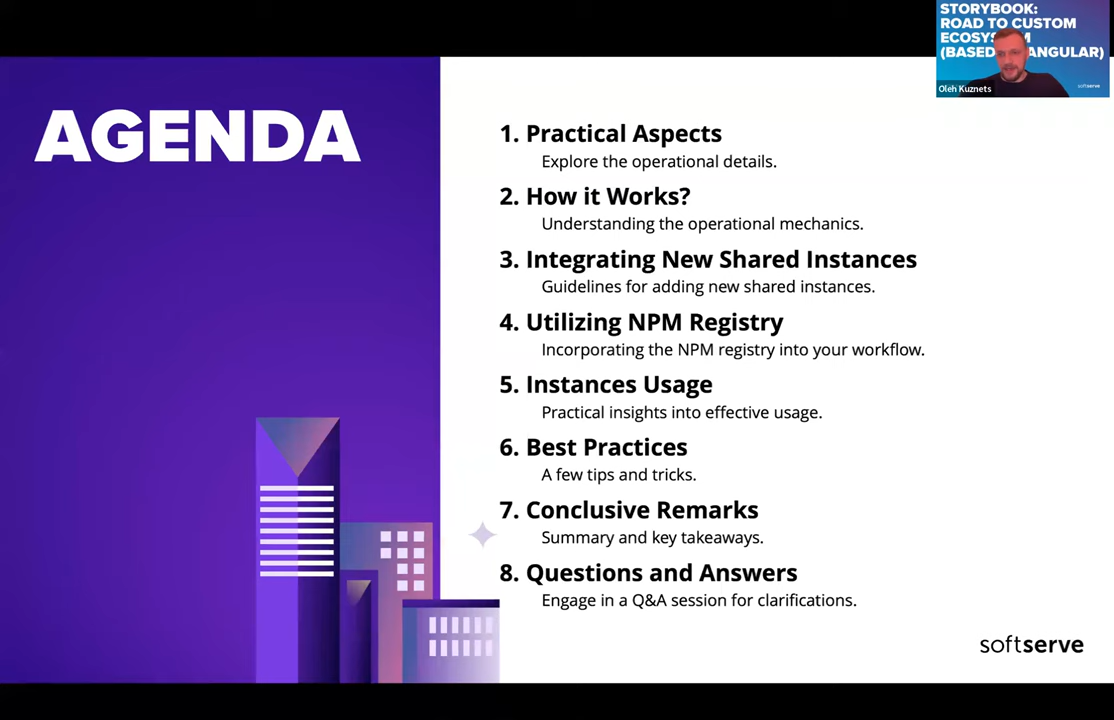 AGENDA
1. Practical Aspects
Explore the operational details.
2. How it Works?
Understanding the operational mechanics.
3. Integrating New Shared Instances
Guidelines for adding new shared instances.
4. Utilizing NPM Registry
Incorporating the NPM registry into your workflow.
5. Instances Usage
Practical insights into effective usage.
6. Best Practices
A few tips and tricks.
7. Conclusive Remarks
Summary and key takeaways.
8. Questions and Answers
Engage in a Q&A session for clarifications.
softserve
STORYBOOK:
ROAD TO CUSTOM
(BASED ANGULAR)
Oleh Kuznets
softserve